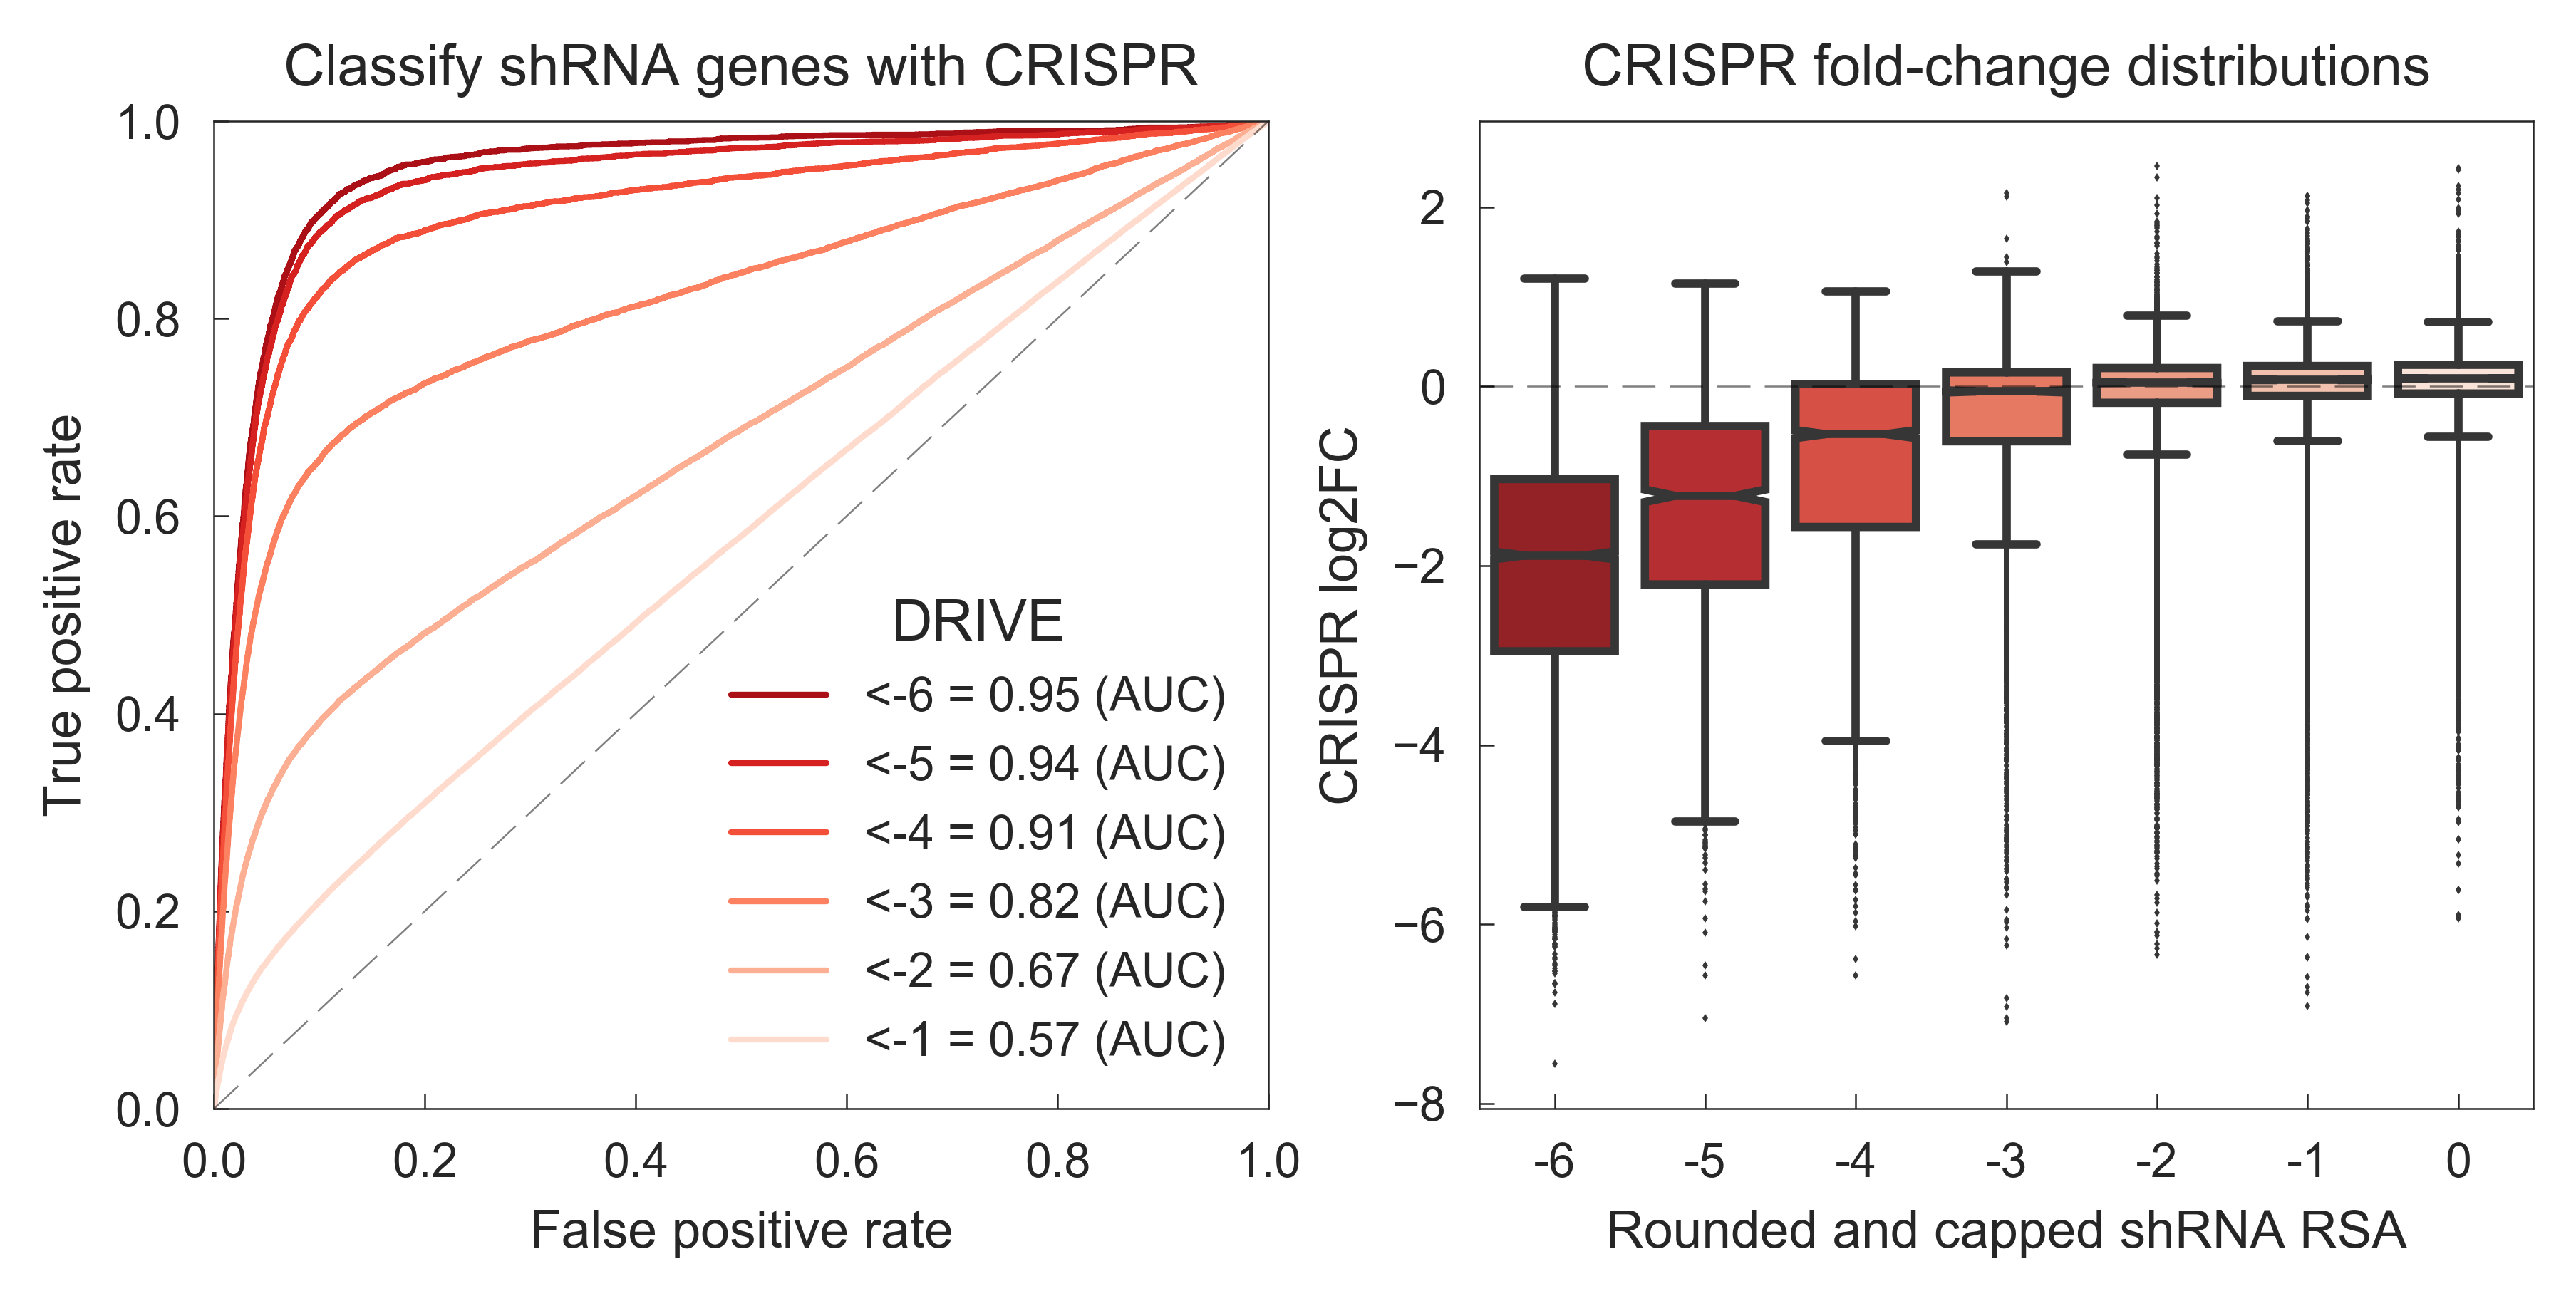 Classify shRNA genes with CRISPR
1.0
0.8
0.6
0.4
0.2
0.0
True positive rate
0.0 0.2 0.4 0.6 0.8 1.0
False positive rate
DRIVE
<-6 = 0.95 (AUC)
<-5 = 0.94 (AUC)
<-4 = 0.91 (AUC)
<-3 = 0.82 (AUC)
<-2 = 0.67 (AUC)
<-1 = 0.57 (AUC)
CRISPR fold-change distributions
2
0
−2
−4
−6
−8
CRISPR log2FC
-6 -5 -4 -3 -2 -1 0
Rounded and capped shRNA RSA